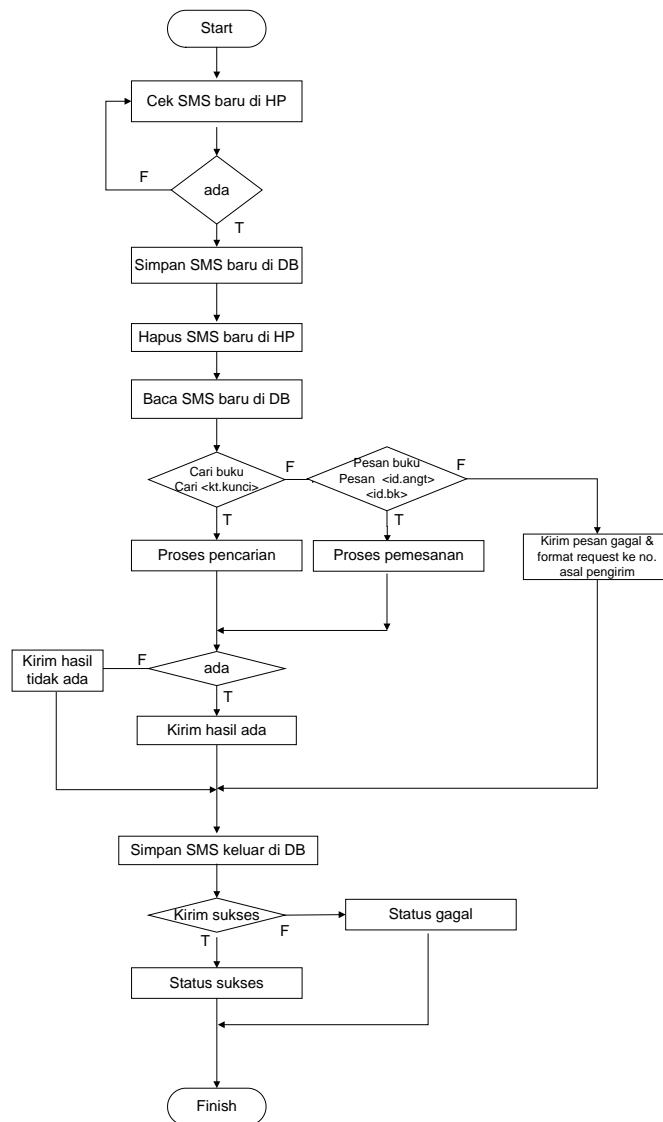 Start
Cek SMS baru di HP
F
ada
T
Simpan SMS baru di DB
Hapus SMS baru di HP
Baca SMS baru di DB
Cari buku
Cari <kt.kunci>
F
Pesan buku
Pesan <id.angt>
<id.bk>
F
T
T
Proses pencarian
Proses pemesanan
Kirim pesan gagal &
format request ke no.
asal pengirim
Kirim hasil
tidak ada
F
ada
T
Kirim hasil ada
Simpan SMS keluar di DB
Kirim sukses
F
T
Status gagal
Status sukses
Finish